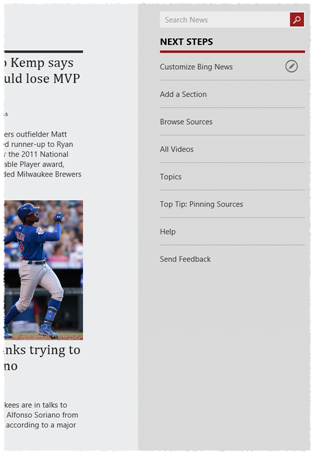 Kemp says
uld lose MVP
ers outfielder Matt
ed runner-up to Ryan
r the 2011 National
able Player award,
ded Milwaukee Brewers
nks trying to
no
kees are in talks to
Alfonso Soriano from
according to a major
Search News
NEXT STEPS
Customize Bing News
Add a Section
Browse Sources
All Videos
Topics
Top Tip: Pinning Sources
Help
Send Feedback